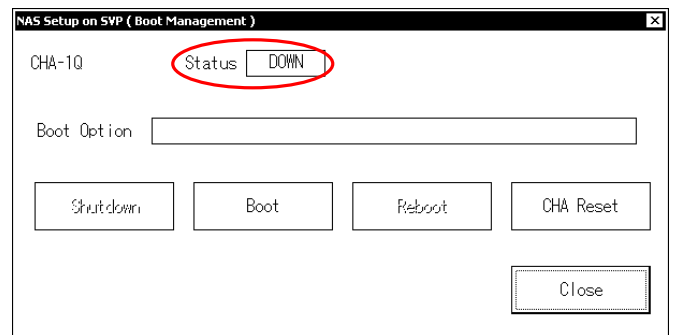 NAS Setup on SVP ( Boot Management )
CHA-1Q Status DOWN
Boot Option
Shutdown Boot Reboot CHA Reset
Close